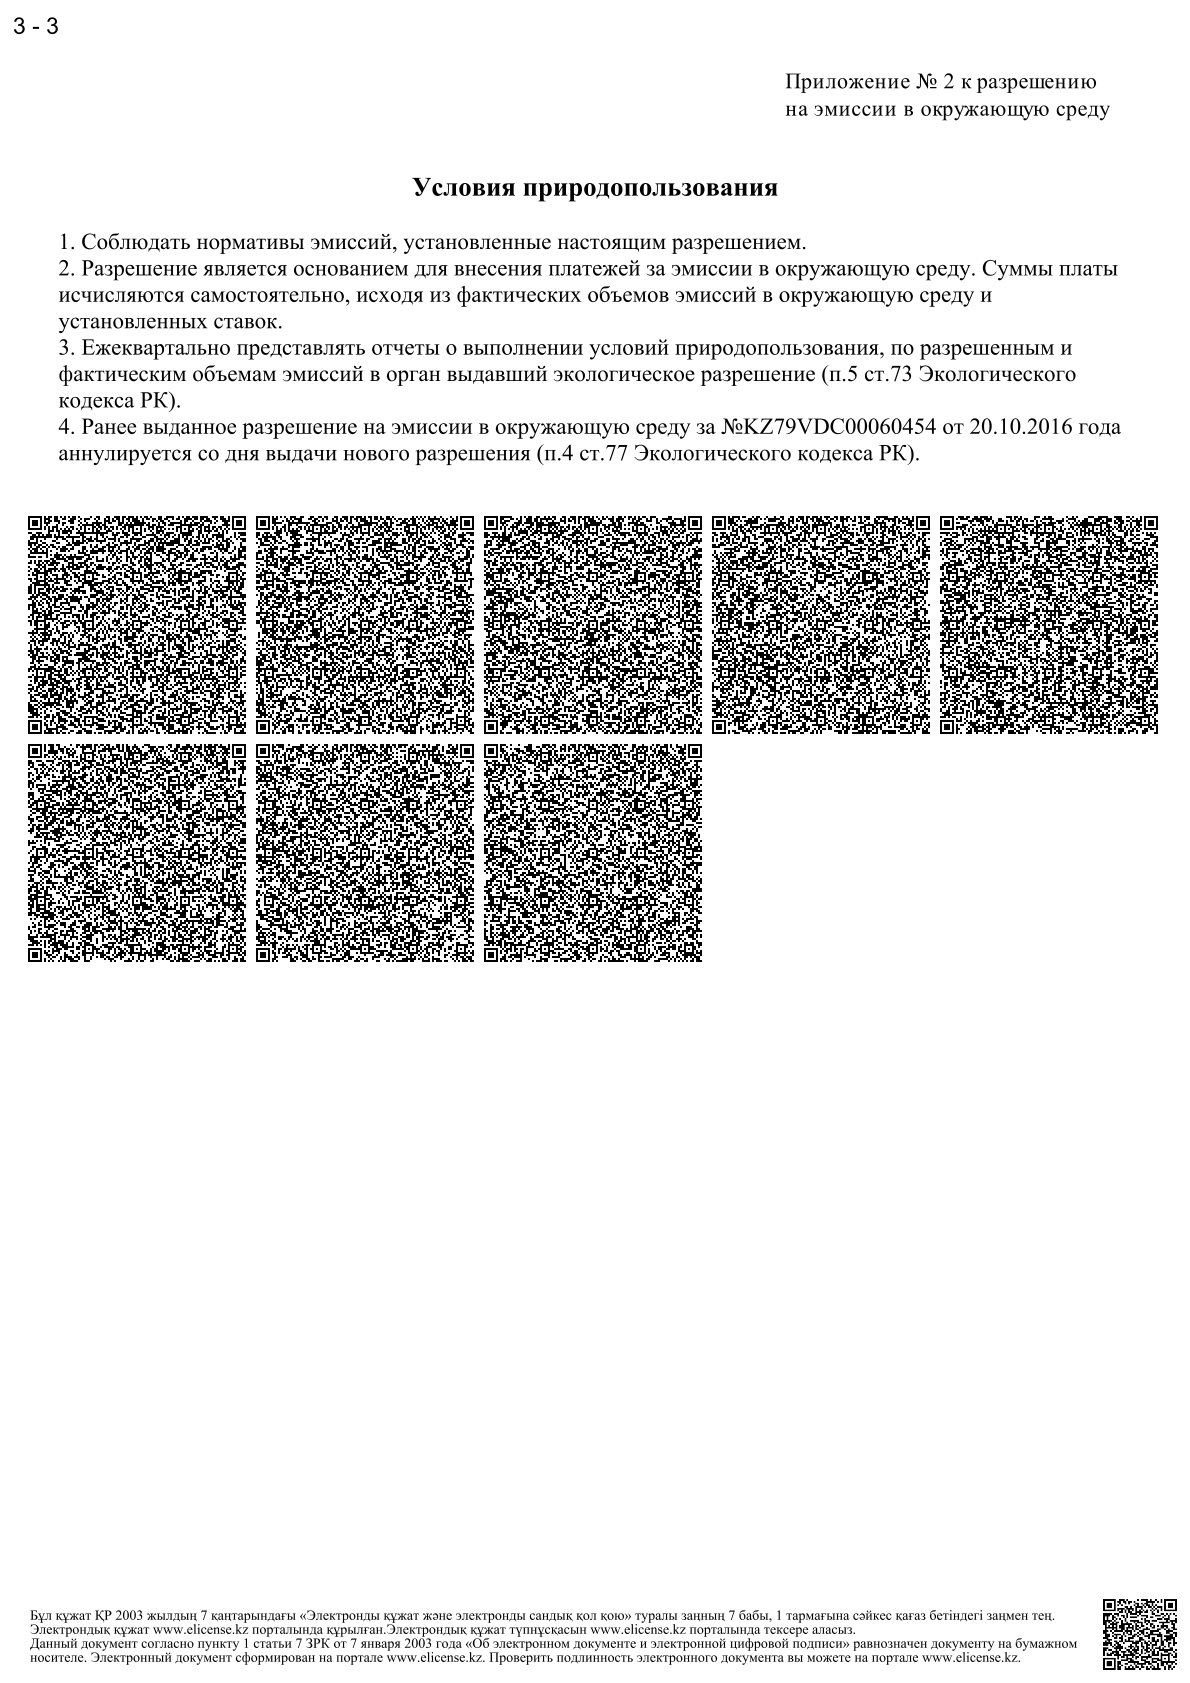 3 - 3
Приложение № 2 к разрешению
на эмиссии в окружающую среду
Условия природопользования
1. Соблюдать нормативы эмиссий, установленные настоящим разрешением.
2. Разрешение является основанием для внесения платежей за эмиссии в окружающую среду. Суммы платы
исчисляются самостоятельно, исходя из фактических объемов эмиссий в окружающую среду и
установленных ставок.
3. Ежеквартально представлять отчеты о выполнении условий природопользования, по разрешенным и
фактическим объемам эмиссий в орган выдавший экологическое разрешение (п.5 ст.73 Экологического
кодекса РК).
4. Ранее выданное разрешение на эмиссии в окружающую среду за №KZ79VDC00060454 от 20.10.2016 года
аннулируется со дня выдачи нового разрешения (п.4 ст.77 Экологического кодекса РК).
Бұл құжат ҚР 2003 жылдың 7 қаңтарындағы «Электронды құжат және электронды сандық қол қою» туралы заңның 7 бабы, 1 тармағына сәйкес қағаз бетіндегі заңмен тең.
Электрондық құжат www.elicense.kz порталында құрылған.Электрондық құжат түпнұсқасын www.elicense.kz порталында тексере аласыз.
Данный документ согласно пункту 1 статьи 7 ЗРК от 7 января 2003 года «Об электронном документе и электронной цифровой подписи» равнозначен документу на бумажном
носителе. Электронный документ сформирован на портале www.elicense.kz. Проверить подлинность электронного документа вы можете на портале www.elicense.kz.